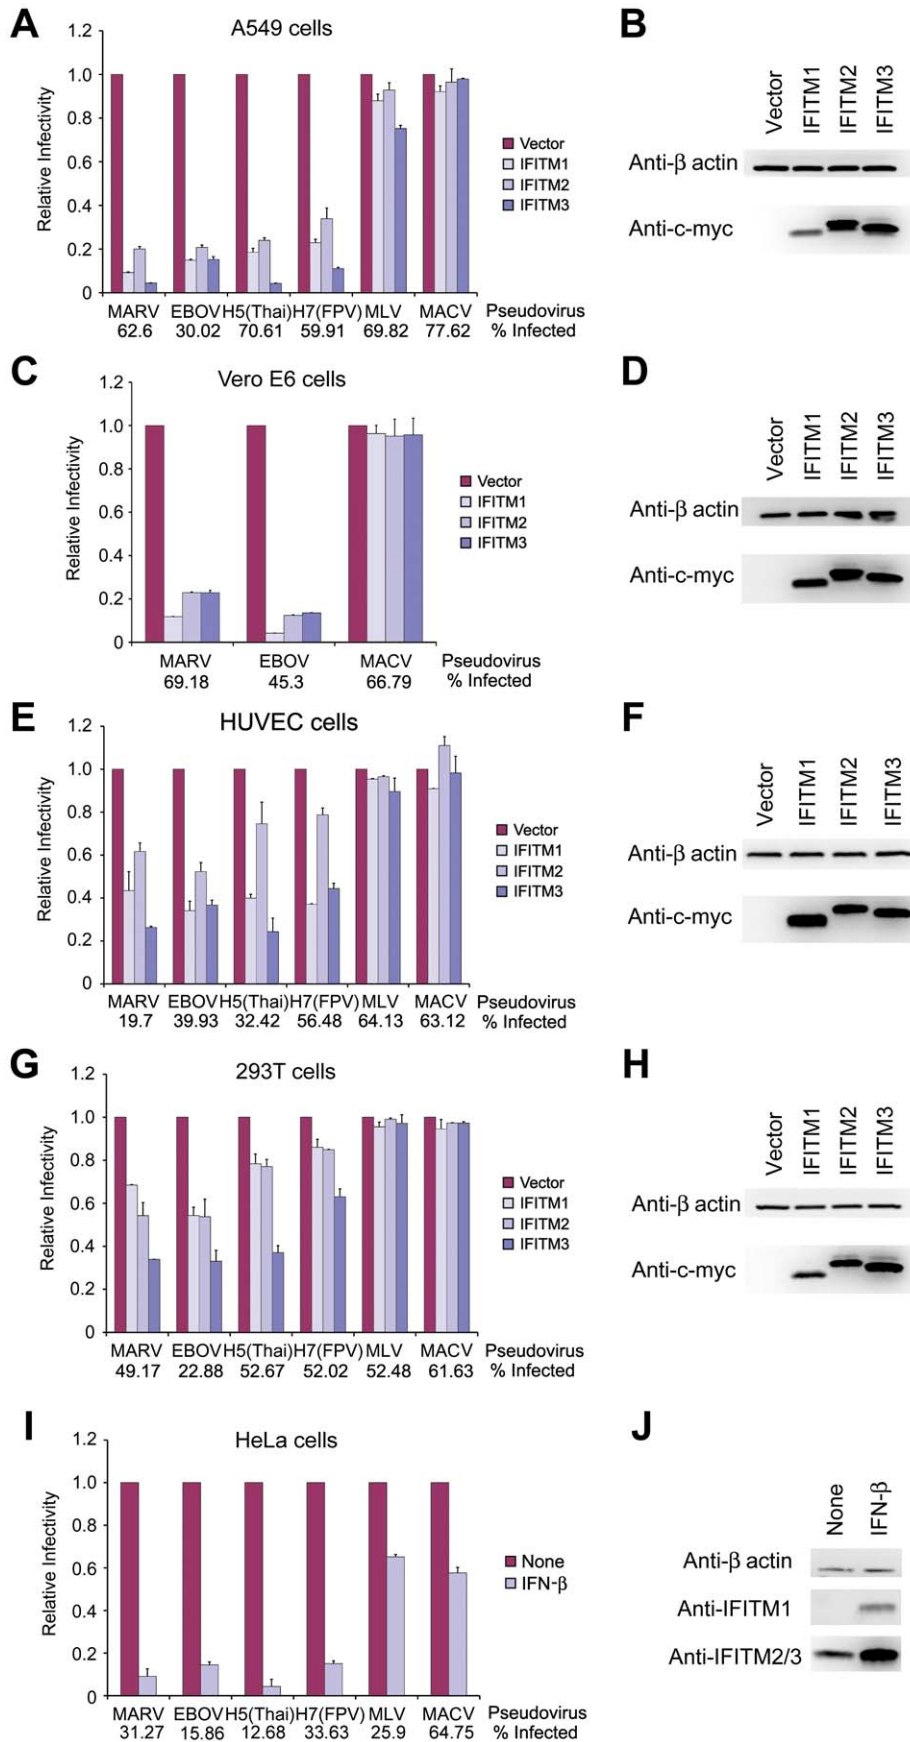 A
A549 cells
1.2
1.0
0.8
0.6
0.4
0.2
0
Relative Infectivity
Vector
IFITM1
IFITM2
IFITM3
MARV EBOV H5(Thai) H7(FPV) MLV MACV Pseudovirus
62.6 30.02 70.61 59.91 69.82 77.62 % Infected
B
Vector IFITM1 IFITM2 IFITM3
Anti-β actin
Anti-c-myc
C
Vero E6 cells
1.2
1.0
0.8
0.6
0.4
0.2
0
Relative Infectivity
Vector
IFITM1
IFITM2
IFITM3
MARV EBOV MACV Pseudovirus
69.18 45.3 66.79 % Infected
D
Vector IFITM1 IFITM2 IFITM3
Anti-β actin
Anti-c-myc
E
HUVEC cells
1.2
1.0
0.8
0.6
0.4
0.2
0
Relative Infectivity
Vector
IFITM1
IFITM2
IFITM3
MARV EBOV H5(Thai) H7(FPV) MLV MACV Pseudovirus
19.7 39.93 32.42 56.48 64.13 63.12 % Infected
F
Vector IFITM1 IFITM2 IFITM3
Anti-β actin
Anti-c-myc
G
293T cells
1.2
1.0
0.8
0.6
0.4
0.2
0
Relative Infectivity
Vector
IFITM1
IFITM2
IFITM3
MARV EBOV H5(Thai) H7(FPV) MLV MACV Pseudovirus
49.17 22.88 52.67 52.02 52.48 61.63 % Infected
H
Vector IFITM1 IFITM2 IFITM3
Anti-β actin
Anti-c-myc
I
HeLa cells
1.2
1.0
0.8
0.6
0.4
0.2
0
Relative Infectivity
None
IFN-β
MARV EBOV H5(Thai) H7(FPV) MLV MACV Pseudovirus
31.27 15.86 12.68 33.63 25.9 64.75 % Infected
J
None IFN-β
Anti-β actin
Anti-IFITM1
Anti-IFITM2/3